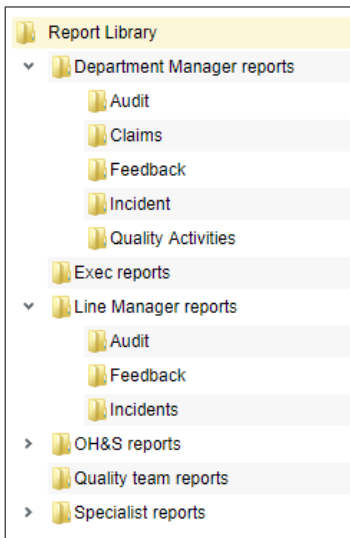 Report Library
Department Manager reports
Audit
Claims
Feedback
Incident
Quality Activities
Exec reports
Line Manager reports
Audit
Feedback
Incidents
OH&S reports
Quality team reports
Specialist reports